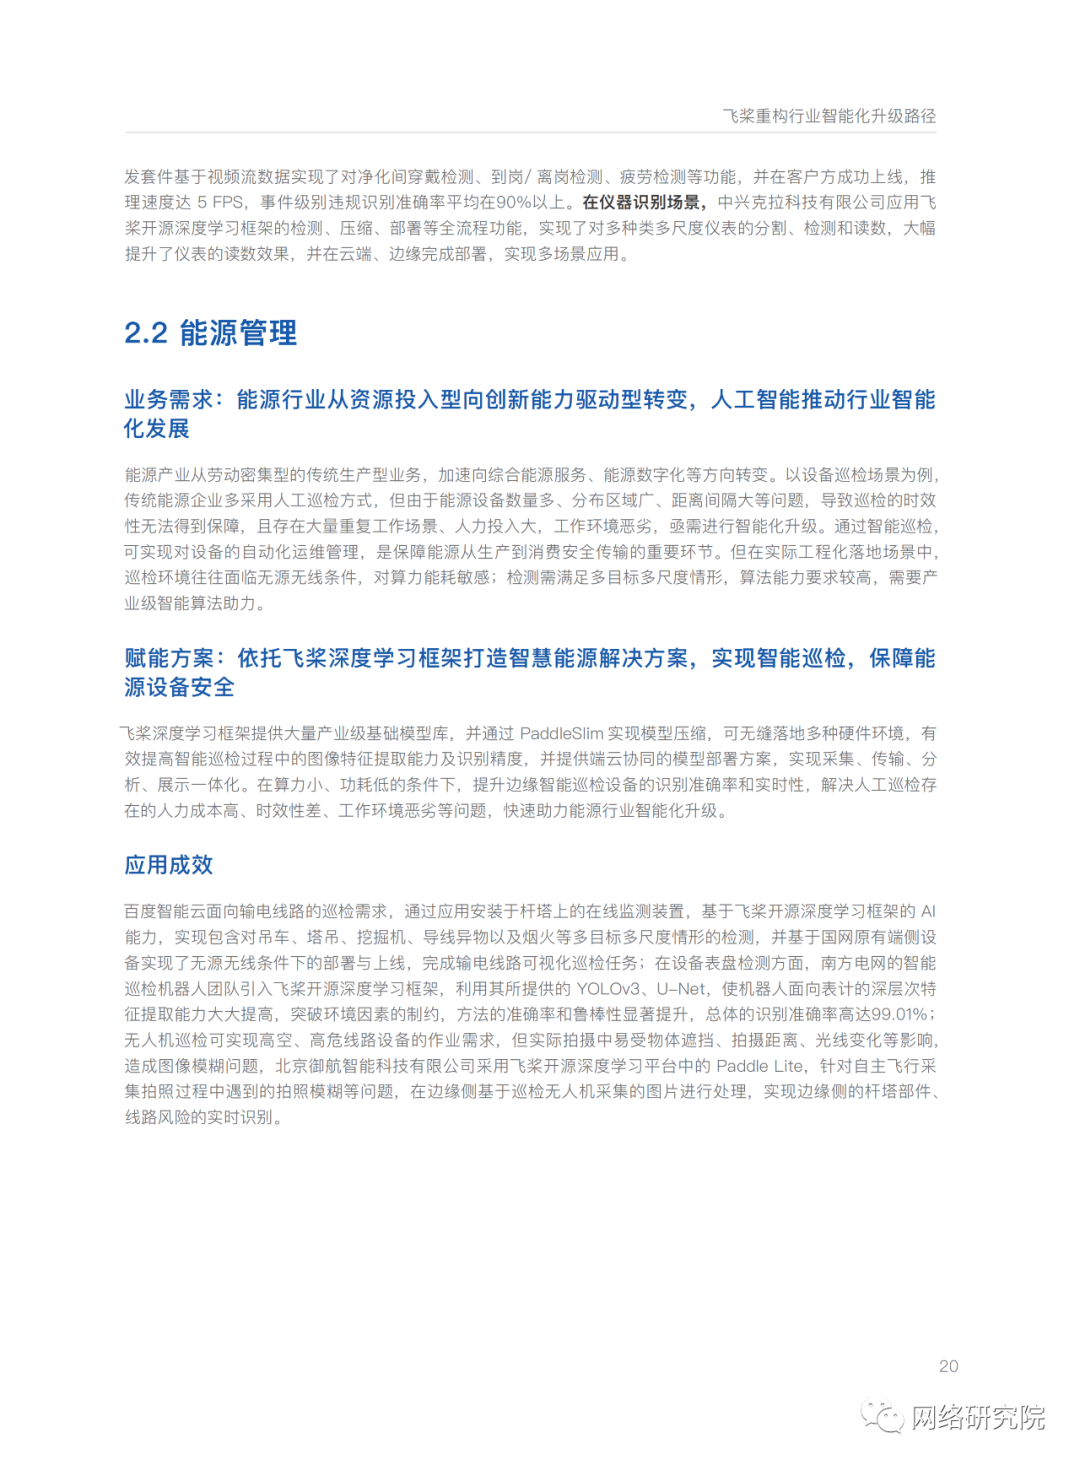 飞桨重构行业智能化升级路径
发套件基于视频流数据实现了对净化间穿戴检测、到岗/ 离岗检测、疲劳检测等功能，并在客户方成功上线，推
理速度达 5 FPS，事件级别违规识别准确率平均在90%以上。在仪器识别场景，中兴克拉科技有限公司应用飞
桨开源深度学习框架的检测、压缩、部署等全流程功能，实现了对多种类多尺度仪表的分割、检测和读数，大幅
提升了仪表的读数效果，并在云端、边缘完成部署，实现多场景应用。
2.2 能源管理
业务需求：能源行业从资源投入型向创新能力驱动型转变，人工智能推动行业智能
化发展
能源产业从劳动密集型的传统生产型业务，加速向综合能源服务、能源数字化等方向转变。以设备巡检场景为例，
传统能源企业多采用人工巡检方式，但由于能源设备数量多、分布区域广、距离间隔大等问题，导致巡检的时效
性无法得到保障，且存在大量重复工作场景、人力投入大，工作环境恶劣，亟需进行智能化升级。通过智能巡检，
可实现对设备的自动化运维管理，是保障能源从生产到消费安全传输的重要环节。但在实际工程化落地场景中，
巡检环境往往面临无源无线条件，对算力能耗敏感；检测需满足多目标多尺度情形，算法能力要求较高，需要产
业级智能算法助力。
赋能方案：依托飞桨深度学习框架打造智慧能源解决方案，实现智能巡检，保障能
源设备安全
飞桨深度学习框架提供大量产业级基础模型库，并通过 PaddleSlim 实现模型压缩，可无缝落地多种硬件环境，有
效提高智能巡检过程中的图像特征提取能力及识别精度，并提供端云协同的模型部署方案，实现采集、传输、分
析、展示一体化。在算力小、功耗低的条件下，提升边缘智能巡检设备的识别准确率和实时性，解决人工巡检存
在的人力成本高、时效性差、工作环境恶劣等问题，快速助力能源行业智能化升级。
应用成效
百度智能云面向输电线路的巡检需求，通过应用安装于杆塔上的在线监测装置，基于飞桨开源深度学习框架的 AI
能力，实现包含对吊车、塔吊、挖掘机、导线异物以及烟火等多目标多尺度情形的检测，并基于国网原有端侧设
备实现了无源无线条件下的部署与上线，完成输电线路可视化巡检任务；在设备表盘检测方面，南方电网的智能
巡检机器人团队引入飞桨开源深度学习框架，利用其所提供的 YOLOv3、U-Net，使机器人面向表计的深层次特
征提取能力大大提高，突破环境因素的制约，方法的准确率和鲁棒性显著提升，总体的识别准确率高达99.01%；
无人机巡检可实现高空、高危线路设备的作业需求，但实际拍摄中易受物体遮挡、拍摄距离、光线变化等影响，
造成图像模糊问题，北京御航智能科技有限公司采用飞桨开源深度学习平台中的 Paddle Lite，针对自主飞行采
集拍照过程中遇到的拍照模糊等问题，在边缘侧基于巡检无人机采集的图片进行处理，实现边缘侧的杆塔部件、
线路风险的实时识别。
20
网络研究院